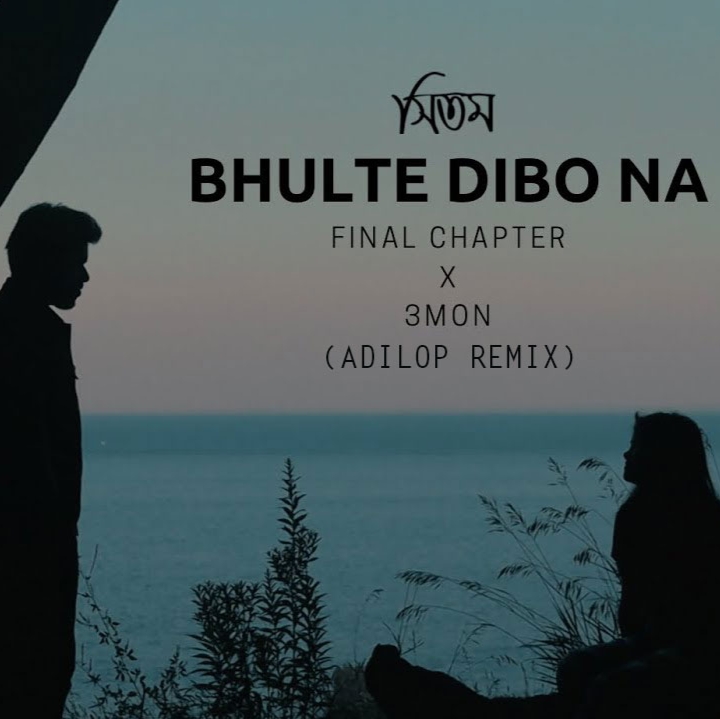 সিতম
BHULTE DIBO NA
FINAL CHAPTER
X
3MON
(ADILOP REMIX)